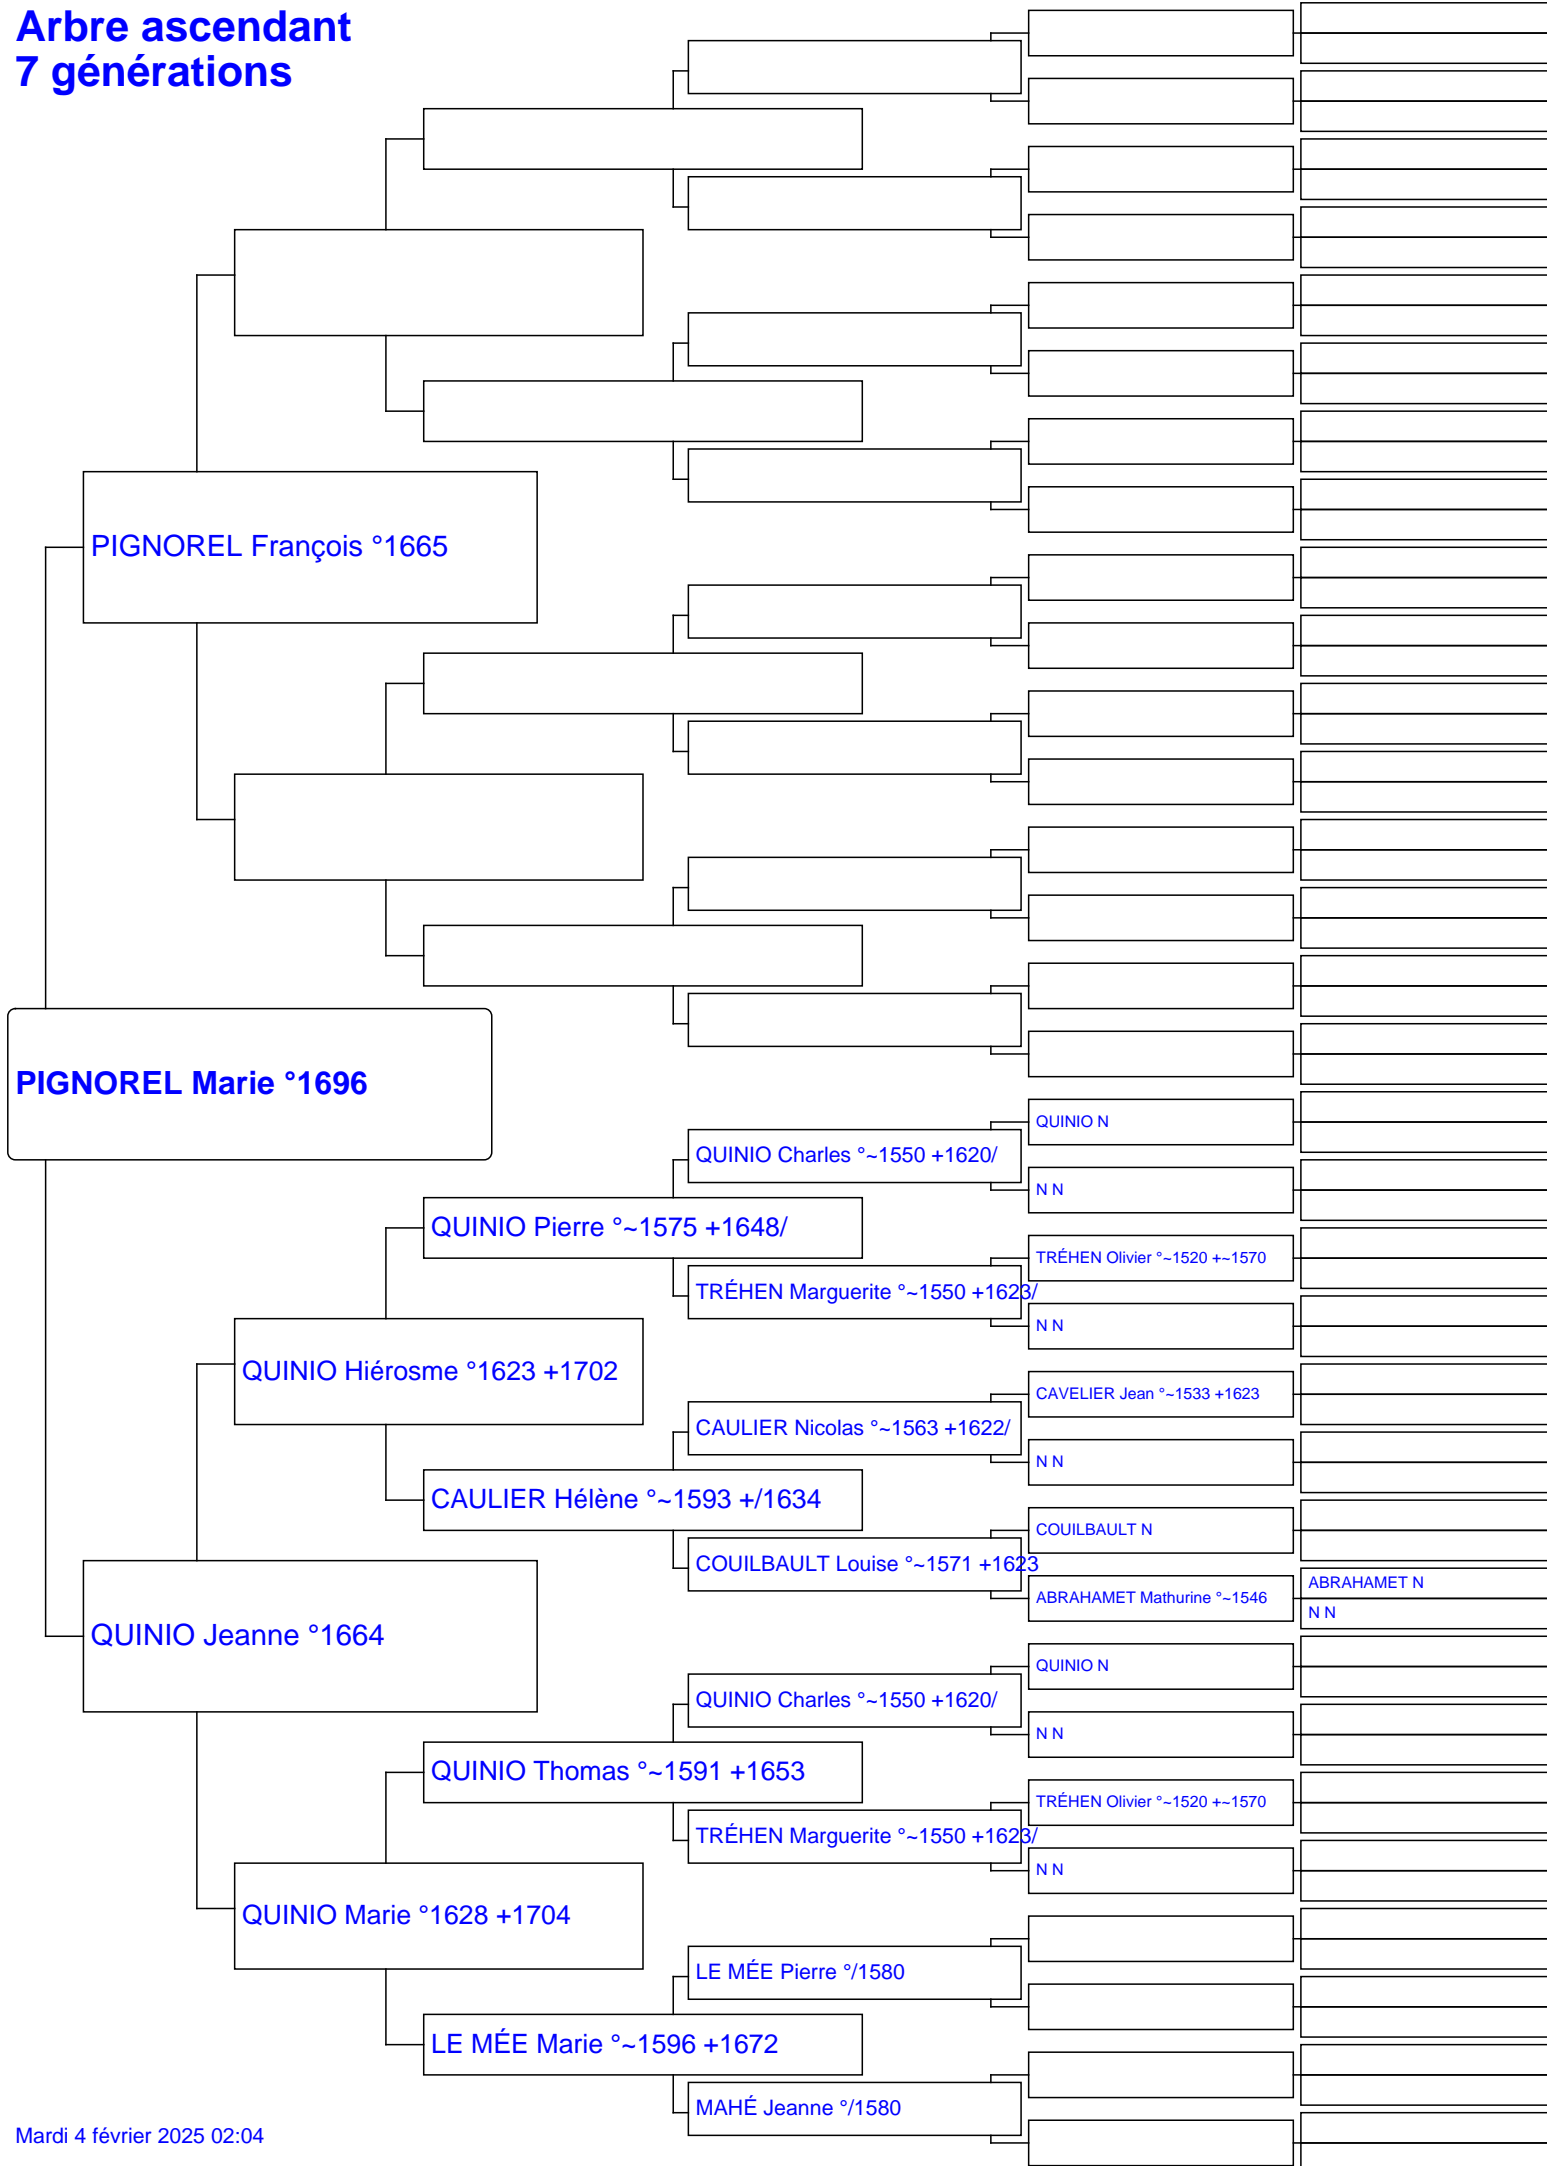 Arbre ascendant
7 générations
PIGNOREL François °1665
PIGNOREL Marie °1696
QUINIO N
QUINIO Charles °~1550 +1620/
N N
QUINIO Pierre °~1575 +1648/
TRÉHEN Olivier °~1520 +~1570
TRÉHEN Marguerite °~1550 +1623/
N N
QUINIO Hiérosme °1623 +1702
CAVELIER Jean °~1533 +1623
CAULIER Nicolas °~1563 +1622/
N N
CAULIER Hélène °~1593 +/1634
COUILBAULT N
COUILBAULT Louise °~1571 +1623
ABRAHAMET Mathurine °~1546
ABRAHAMET N
N N
QUINIO Jeanne °1664
QUINIO N
QUINIO Charles °~1550 +1620/
N N
QUINIO Thomas °~1591 +1653
TRÉHEN Olivier °~1520 +~1570
TRÉHEN Marguerite °~1550 +1623/
N N
QUINIO Marie °1628 +1704
LE MÉE Pierre °/1580
LE MÉE Marie °~1596 +1672
MAHÉ Jeanne °/1580
Mardi 4 février 2025 02:04